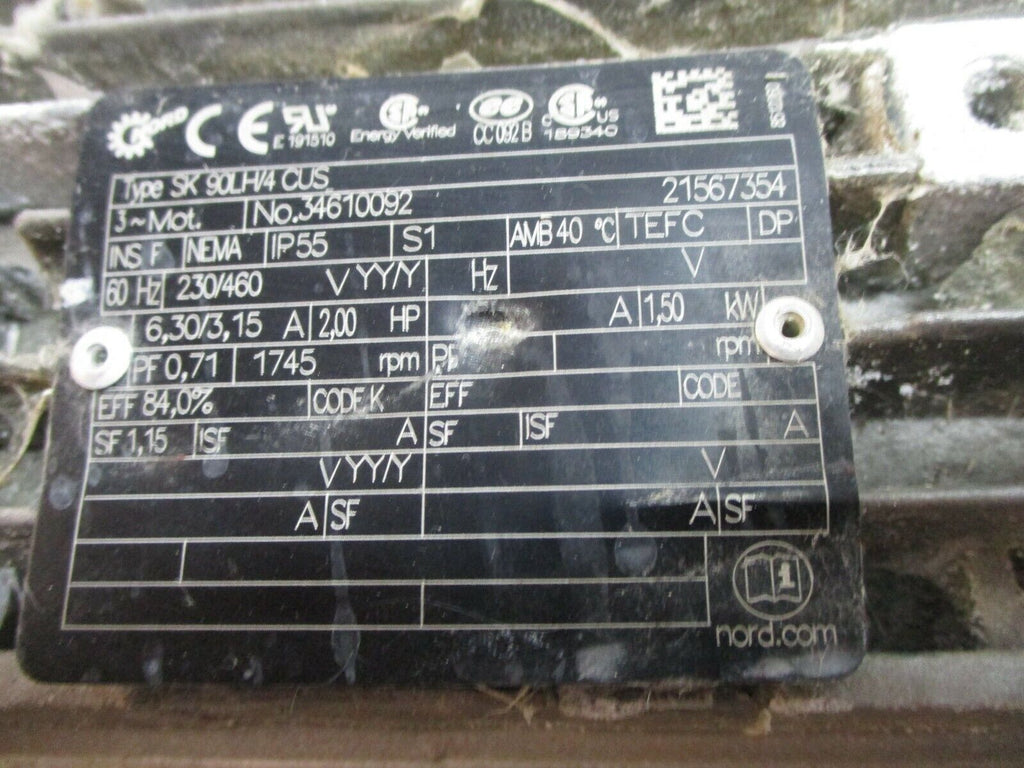 NORD CE E 191510 Energy Verified CC 092 B C US 189340
Type SK 90LH/4 CUS
3~Mot. No.34610092 21567354
INS F NEMA IP55 S1 AMB 40 °C TEFC DP
60 Hz 230/460 V YY/Y Hz V
6,30/3,15 A 2,00 HP A 1,50 kW
PF 0,71 1745 rpm PF rpm
EFF 84,0% CODE K EFF CODE
SF 1,15 ISF A SF ISF A
V YY/Y V
A SF A SF
nord.com